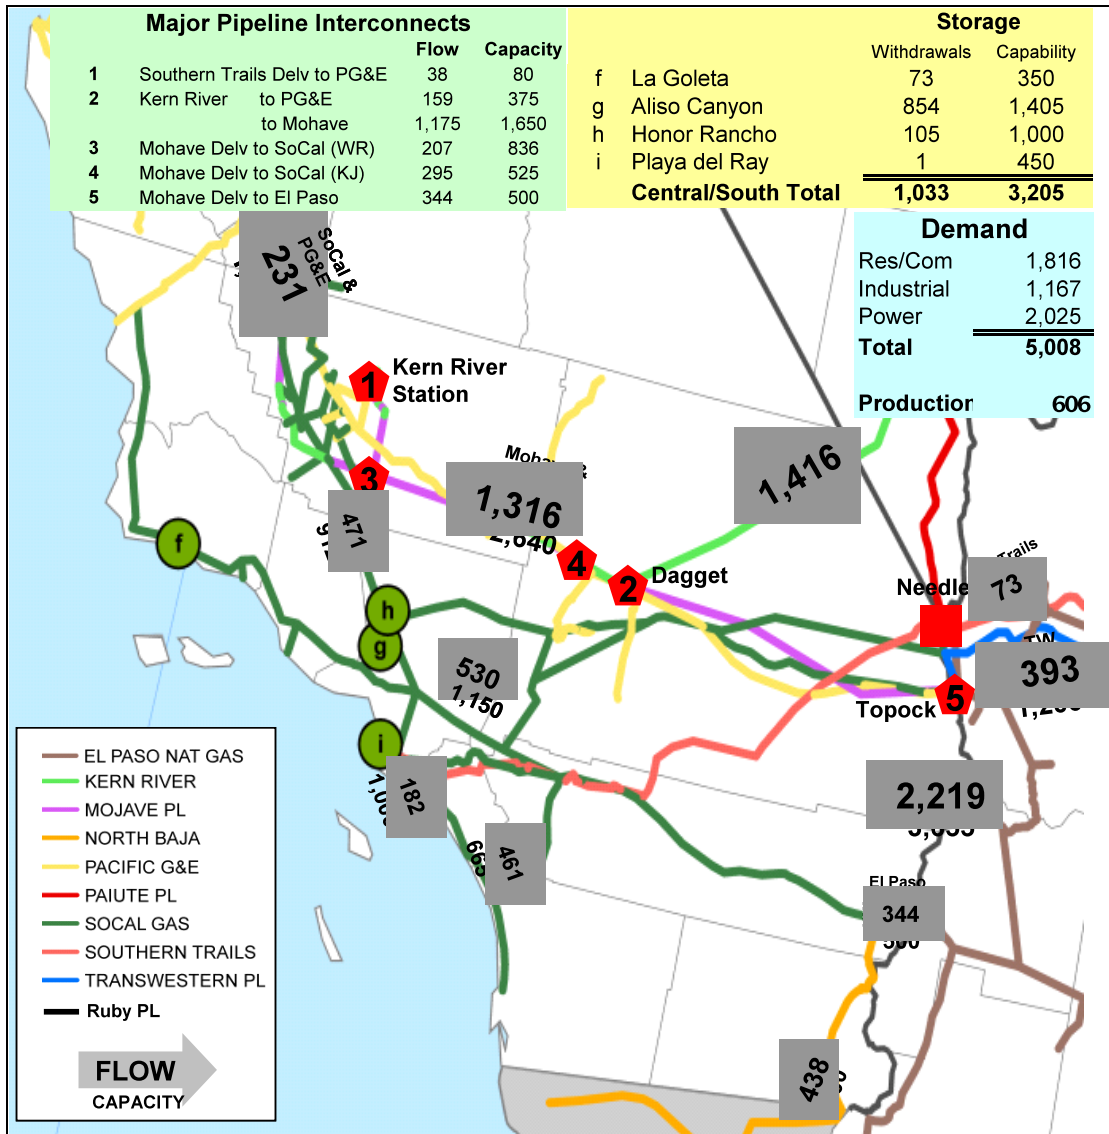 Major Pipeline Interconnects
Flow Capacity
1 Southern Trails Delv to PG&E 38 80
2 Kern River to PG&E 159 375
to Mohave 1,175 1,650
3 Mohave Delv to SoCal (WR) 207 836
4 Mohave Delv to SoCal (KJ) 295 525
5 Mohave Delv to El Paso 344 500
Storage
Withdrawals Capability
f La Goleta 73 350
g Aliso Canyon 854 1,405
h Honor Rancho 105 1,000
i Playa del Ray 1 450
Central/South Total 1,033 3,205
Demand
Res/Com 1,816
Industrial 1,167
Power 2,025
Total 5,008
Production 606
SoCal &
PG&E
231
1 Kern River
Station
3
471
1,316
2,640
1,416
4
2 Dagget
f
h
g
i
530
1,150
Needle
Trails
73
TW
393
Topock 5
182
2,219
665
461
El Paso
344
500
438
EL PASO NAT GAS
KERN RIVER
MOJAVE PL
NORTH BAJA
PACIFIC G&E
PAIUTE PL
SOCAL GAS
SOUTHERN TRAILS
TRANSWESTERN PL
Ruby PL
FLOW
CAPACITY